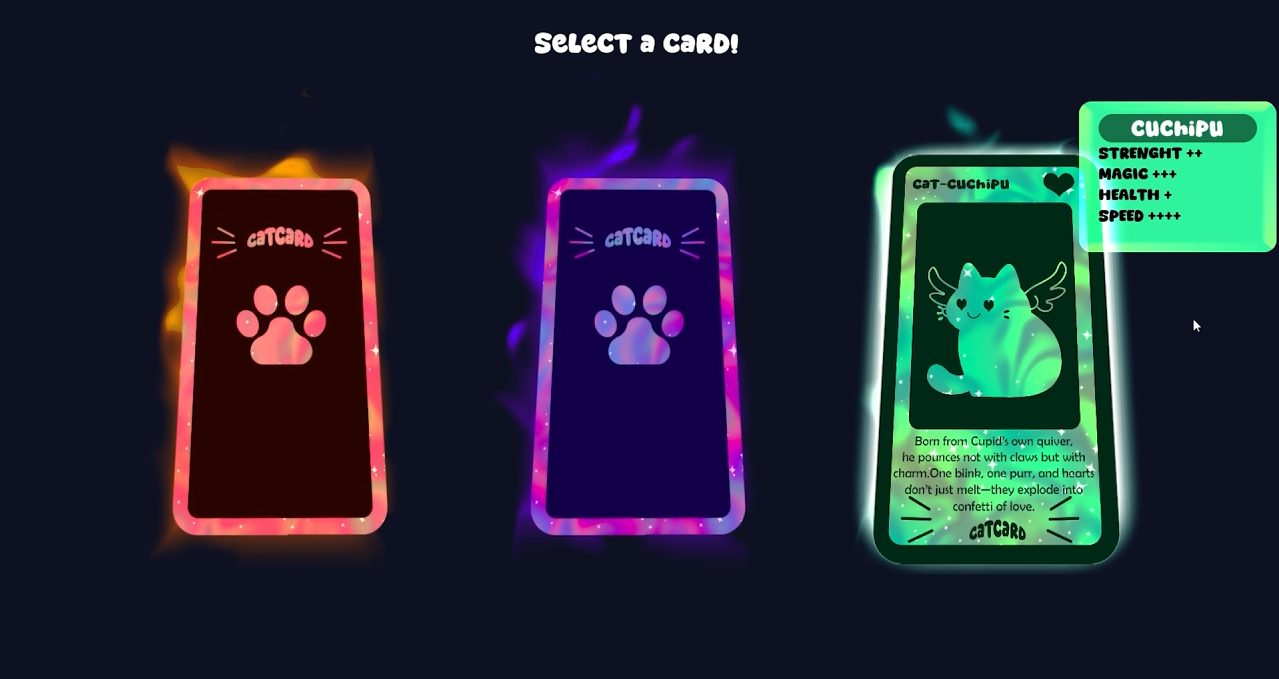 Select a card!
catcard
catcard
cat-cuchipu
Born from Cupid's own quiver,
he pounces not with claws but with
charm.One blink, one purr, and hearts
don't just melt—they explode into
confetti of love.
catcard
cuchipu
STRENGHT ++
MAGIC +++
HEALTH +
SPEED ++++